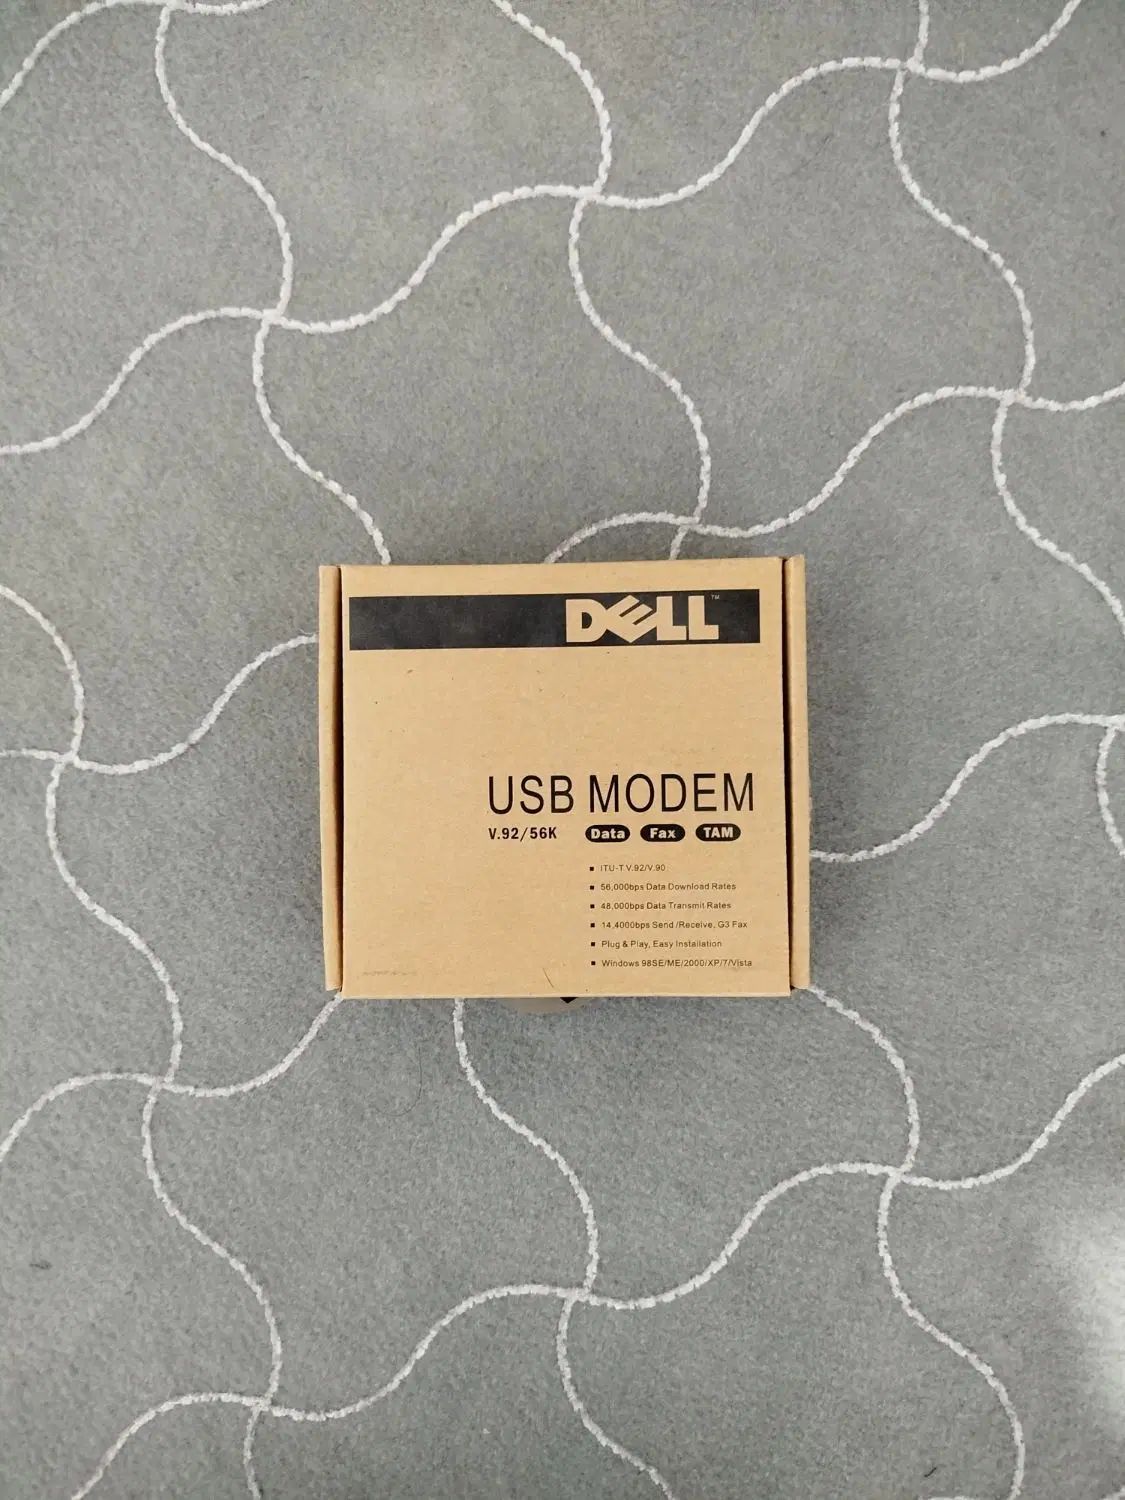 DELL™
USB MODEM
V.92/56K Data Fax TAM
▪ ITU-T V.92/V.90
▪ 56,000bps Data Download Rates
▪ 48,000bps Data Transmit Rates
▪ 14,4000bps Send /Receive, G3 Fax
▪ Plug & Play, Easy Installation
▪ Windows 98SE/ME/2000/XP/7/Vista